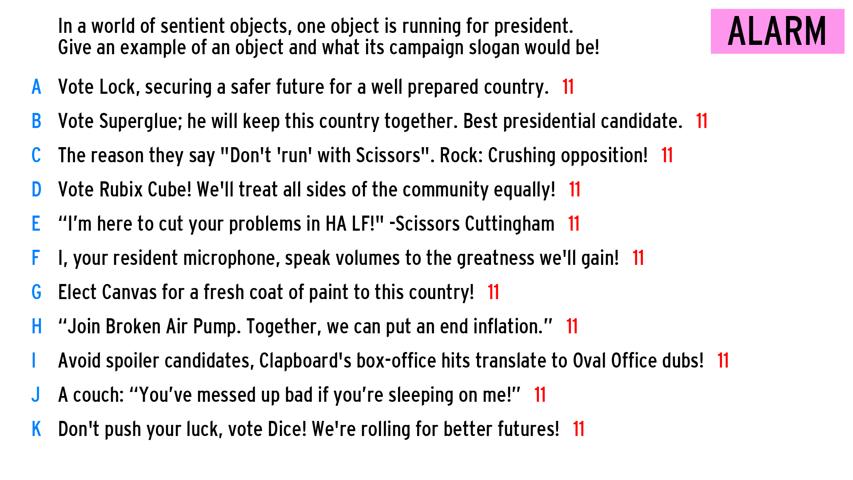 In a world of sentient objects, one object is running for president.
Give an example of an object and what its campaign slogan would be!
ALARM
A Vote Lock, securing a safer future for a well prepared country. 11
B Vote Superglue; he will keep this country together. Best presidential candidate. 11
C The reason they say "Don't 'run' with Scissors". Rock: Crushing opposition! 11
D Vote Rubix Cube! We'll treat all sides of the community equally! 11
E “I’m here to cut your problems in HA LF!" -Scissors Cuttingham 11
F I, your resident microphone, speak volumes to the greatness we'll gain! 11
G Elect Canvas for a fresh coat of paint to this country! 11
H “Join Broken Air Pump. Together, we can put an end inflation.” 11
I Avoid spoiler candidates, Clapboard's box-office hits translate to Oval Office dubs! 11
J A couch: “You’ve messed up bad if you’re sleeping on me!” 11
K Don't push your luck, vote Dice! We're rolling for better futures! 11